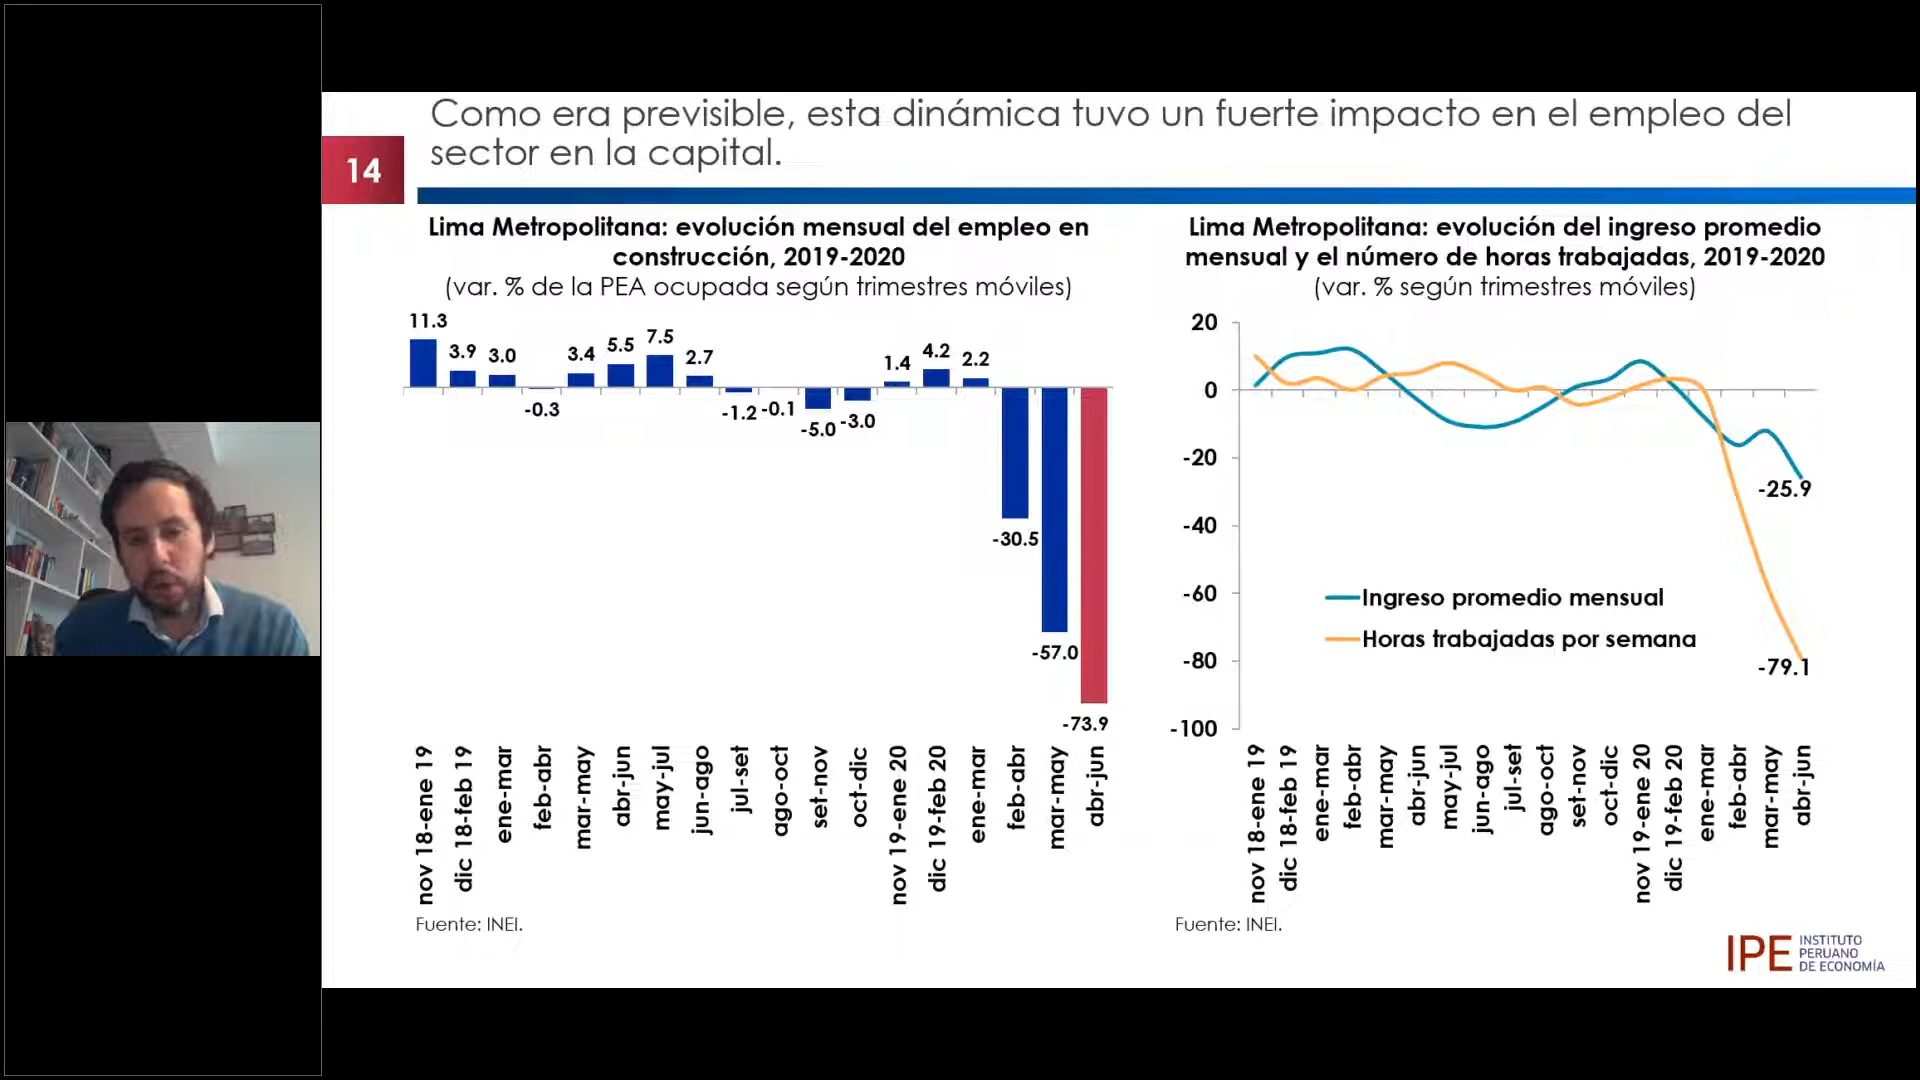 Como era previsible, esta dinámica tuvo un fuerte impacto en el empleo del
sector en la capital.
14
Lima Metropolitana: evolución mensual del empleo en
construcción, 2019-2020
(var. % de la PEA ocupada según trimestres móviles)
11.3
3.9
3.0
-0.3
3.4
5.5
7.5
2.7
-1.2
-0.1
-5.0
-3.0
1.4
4.2
2.2
-30.5
-57.0
-73.9
nov 18-ene 19
dic 18-feb 19
ene-mar
feb-abr
mar-may
abr-jun
may-jul
jun-ago
jul-set
ago-oct
set-nov
oct-dic
nov 19-ene 20
dic 19-feb 20
ene-mar
feb-abr
mar-may
abr-jun
Fuente: INEI.
Lima Metropolitana: evolución del ingreso promedio
mensual y el número de horas trabajadas, 2019-2020
(var. % según trimestres móviles)
20
0
-20
-40
-60
-80
-100
-25.9
Ingreso promedio mensual
Horas trabajadas por semana
-79.1
nov 18-ene 19
dic 18-feb 19
ene-mar
feb-abr
mar-may
abr-jun
may-jul
jun-ago
jul-set
ago-oct
set-nov
oct-dic
nov 19-ene 20
dic 19-feb 20
ene-mar
feb-abr
mar-may
abr-jun
Fuente: INEI.
IPE
INSTITUTO
PERUANO
DE ECONOMÍA